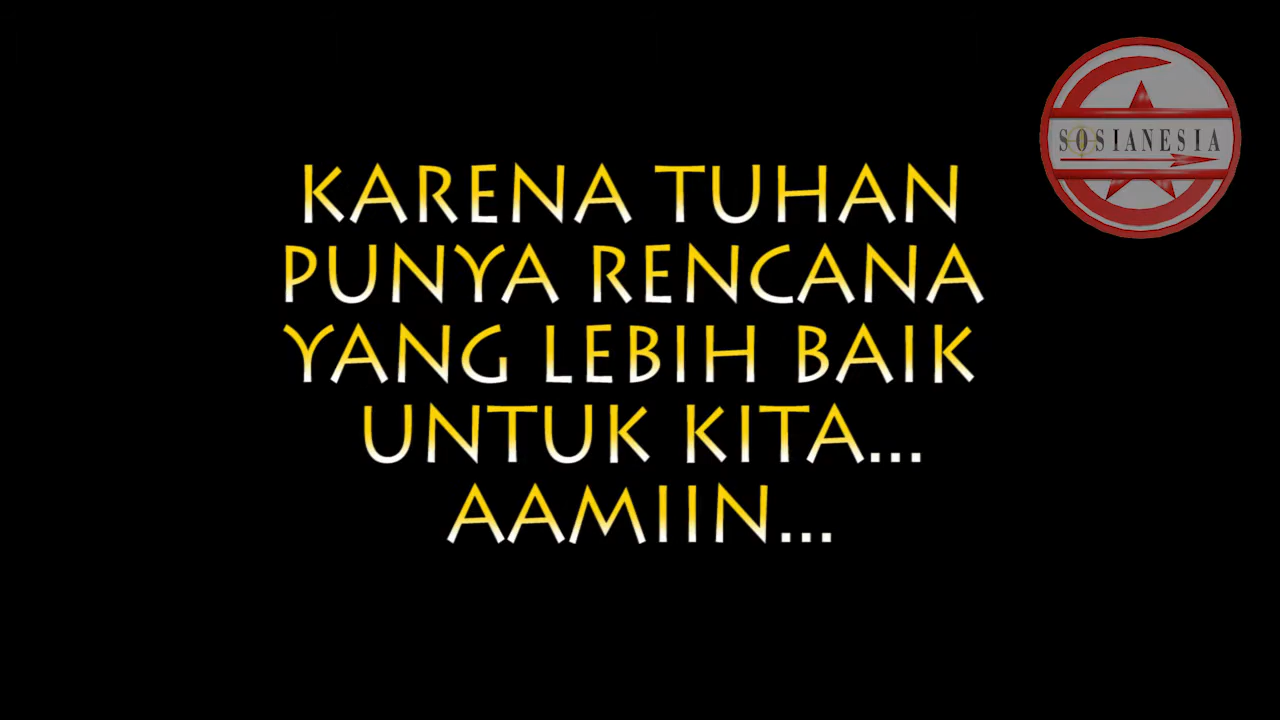 SOSIANESIA
KARENA TUHAN
PUNYA RENCANA
YANG LEBIH BAIK
UNTUK KITA...
AAMIIN...